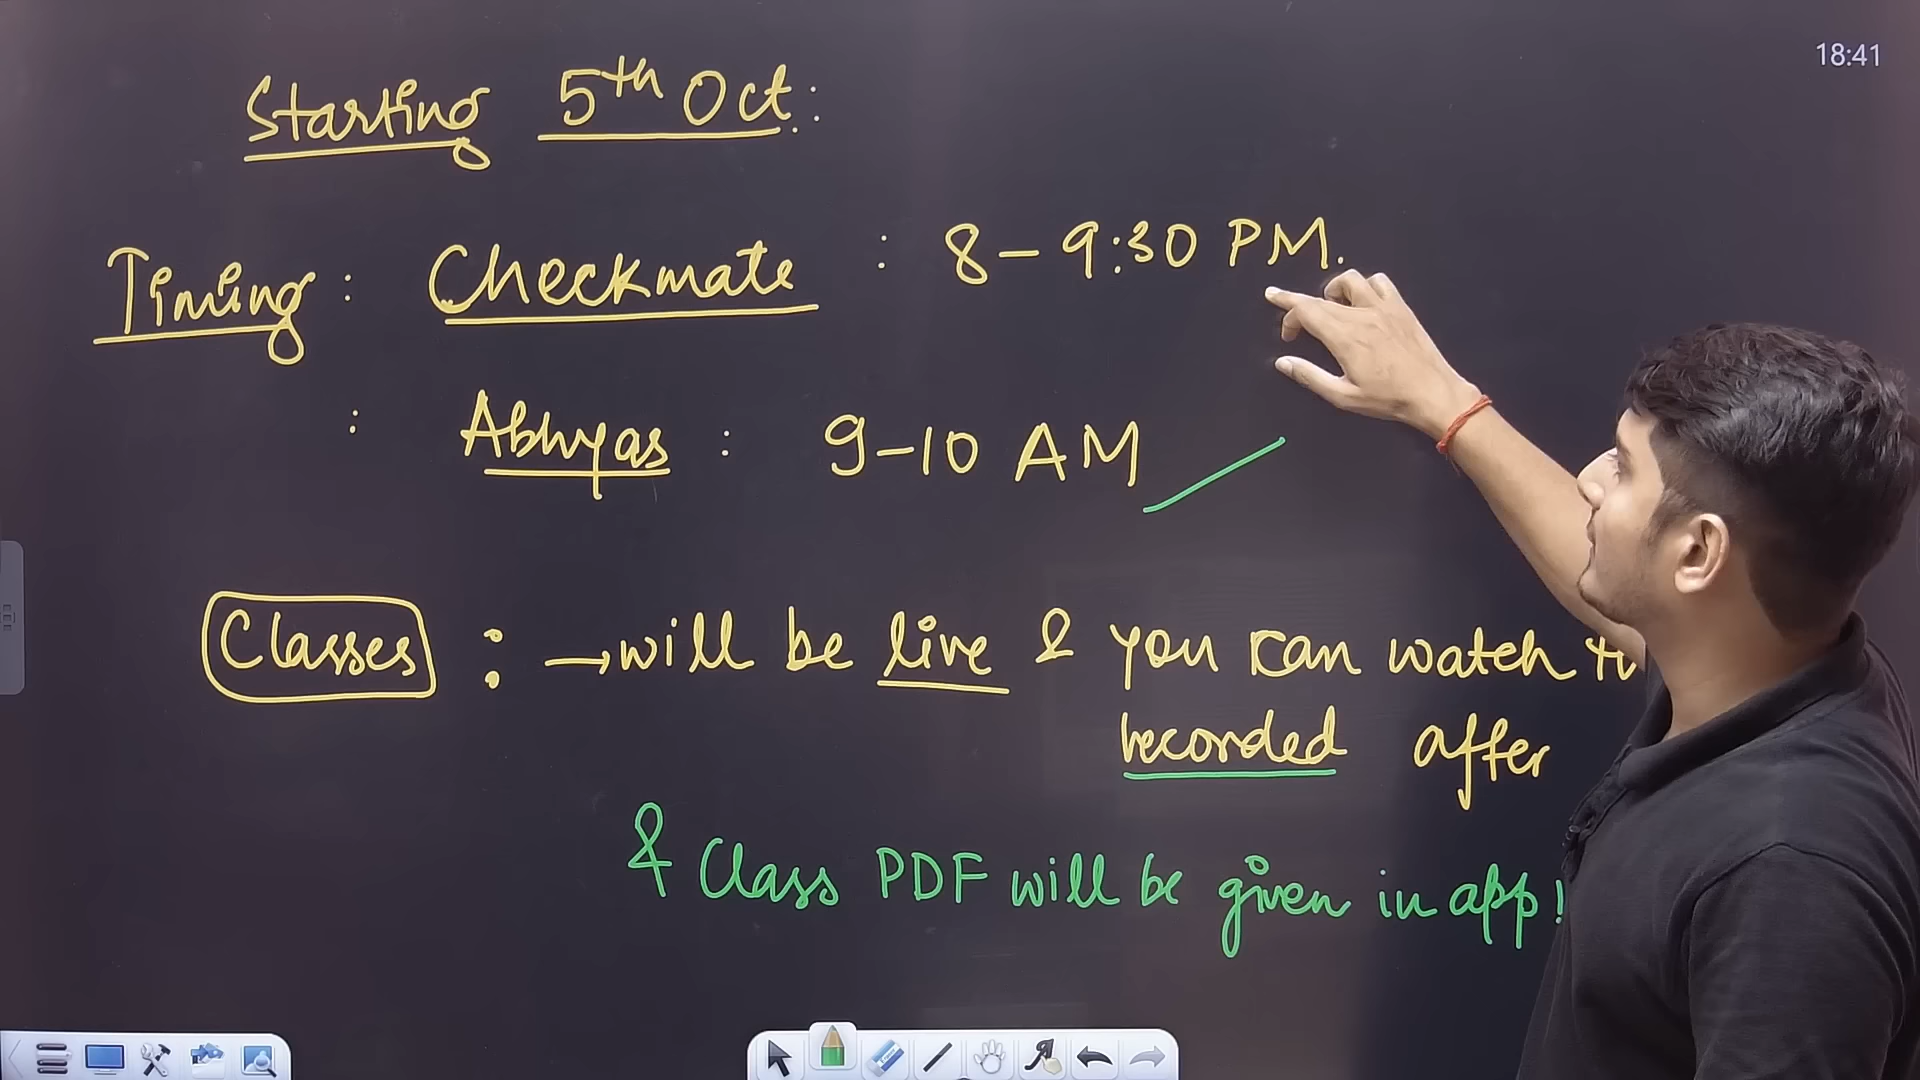 18:41
Starting 5th Oct :
Timing : Checkmate : 8 - 9:30 PM.
: Abhyas : 9-10 AM
Classes : → will be live & you can watch
recorded after
& Class PDF will be given in app!